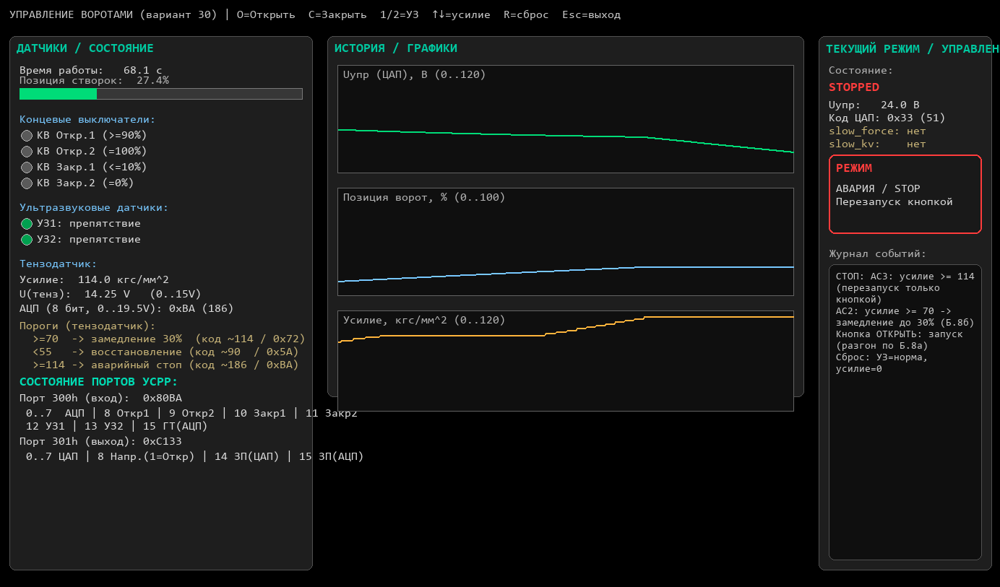 УПРАВЛЕНИЕ ВОРОТАМИ (вариант 30) | O=Открыть  C=Закрыть  1/2=УЗ  ↑↓=усилие  R=сброс  Esc=выход
ДАТЧИКИ / СОСТОЯНИЕ
Время работы:   68.1 с
Позиция створок:  27.4%
Концевые выключатели:
КВ Откр.1 (>=90%)
КВ Откр.2 (=100%)
КВ Закр.1 (<=10%)
КВ Закр.2 (=0%)
Ультразвуковые датчики:
УЗ1: препятствие
УЗ2: препятствие
Тензодатчик:
Усилие:  114.0 кгс/мм^2
U(тенз):  14.25 V   (0..15V)
АЦП (8 бит, 0..19.5V): 0xBA (186)
Пороги (тензодатчик):
>=70  -> замедление 30%  (код ~114 / 0x72)
<55   -> восстановление (код ~90  / 0x5A)
>=114 -> аварийный стоп (код ~186 / 0xBA)
СОСТОЯНИЕ ПОРТОВ УСРР:
Порт 300h (вход):  0x80BA
0..7  АЦП | 8 Откр1 | 9 Откр2 | 10 Закр1 | 11 Закр2
12 УЗ1 | 13 УЗ2 | 15 ГТ(АЦП)
Порт 301h (выход): 0xC133
0..7 ЦАП | 8 Напр.(1=Откр) | 14 ЗП(ЦАП) | 15 ЗП(АЦП)
ИСТОРИЯ / ГРАФИКИ
Uупр (ЦАП), В (0..120)
Позиция ворот, % (0..100)
Усилие, кгс/мм^2 (0..120)
ТЕКУЩИЙ РЕЖИМ / УПРАВЛЕН
Состояние:
STOPPED
Uупр:   24.0 В
Код ЦАП: 0x33 (51)
slow_force: нет
slow_kv:    нет
РЕЖИМ
АВАРИЯ / STOP
Перезапуск кнопкой
Журнал событий:
СТОП: АС3: усилие >= 114
(перезапуск только
кнопкой)
АС2: усилие >= 70 ->
замедление до 30% (Б.8б)
Кнопка ОТКРЫТЬ: запуск
(разгон по Б.8а)
Сброс: УЗ=норма,
усилие=0